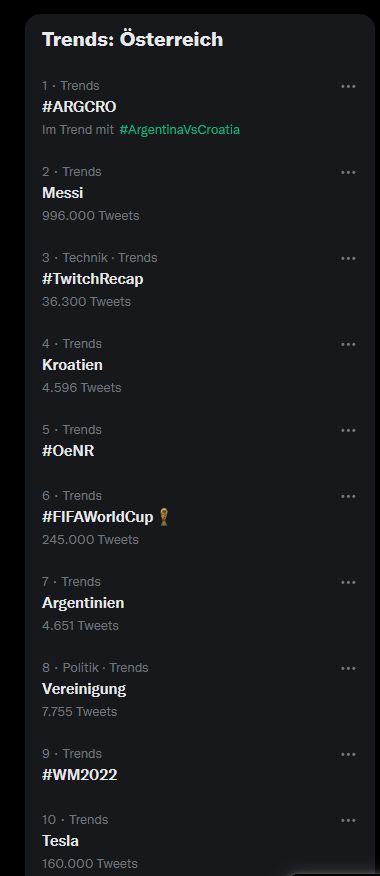 Trends: Österreich
1 · Trends
#ARGCRO
Im Trend mit #ArgentinaVsCroatia
2 · Trends
Messi
996.000 Tweets
3 · Technik · Trends
#TwitchRecap
36.300 Tweets
4 · Trends
Kroatien
4.596 Tweets
5 · Trends
#OeNR
6 · Trends
#FIFAWorldCup
245.000 Tweets
7 · Trends
Argentinien
4.651 Tweets
8 · Politik · Trends
Vereinigung
7.755 Tweets
9 · Trends
#WM2022
10 · Trends
Tesla
160.000 Tweets